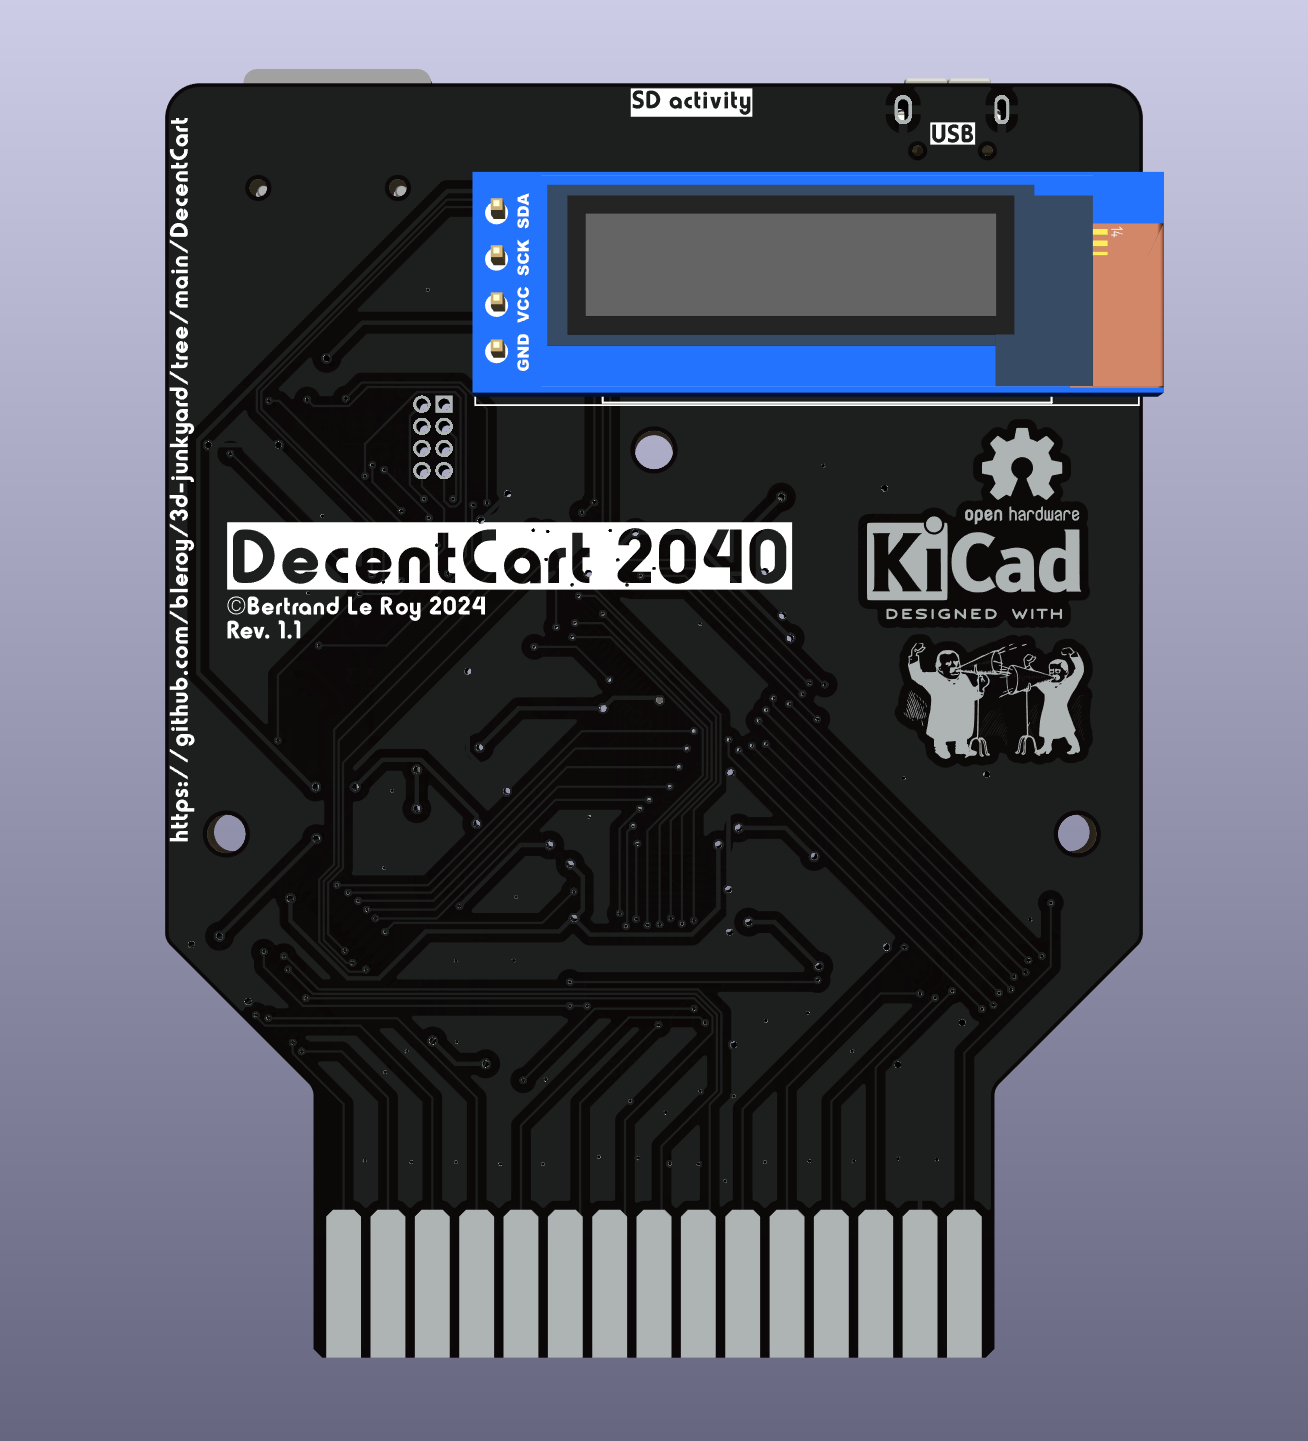 SD activity
USB
https://github.com/bleroy/3d-junkyard/tree/main/DecentCart
SDA
SCK
VCC
GND
14
open hardware
KiCad
DESIGNED WITH
DecentCart 2040
©Bertrand Le Roy 2024
Rev. 1.1